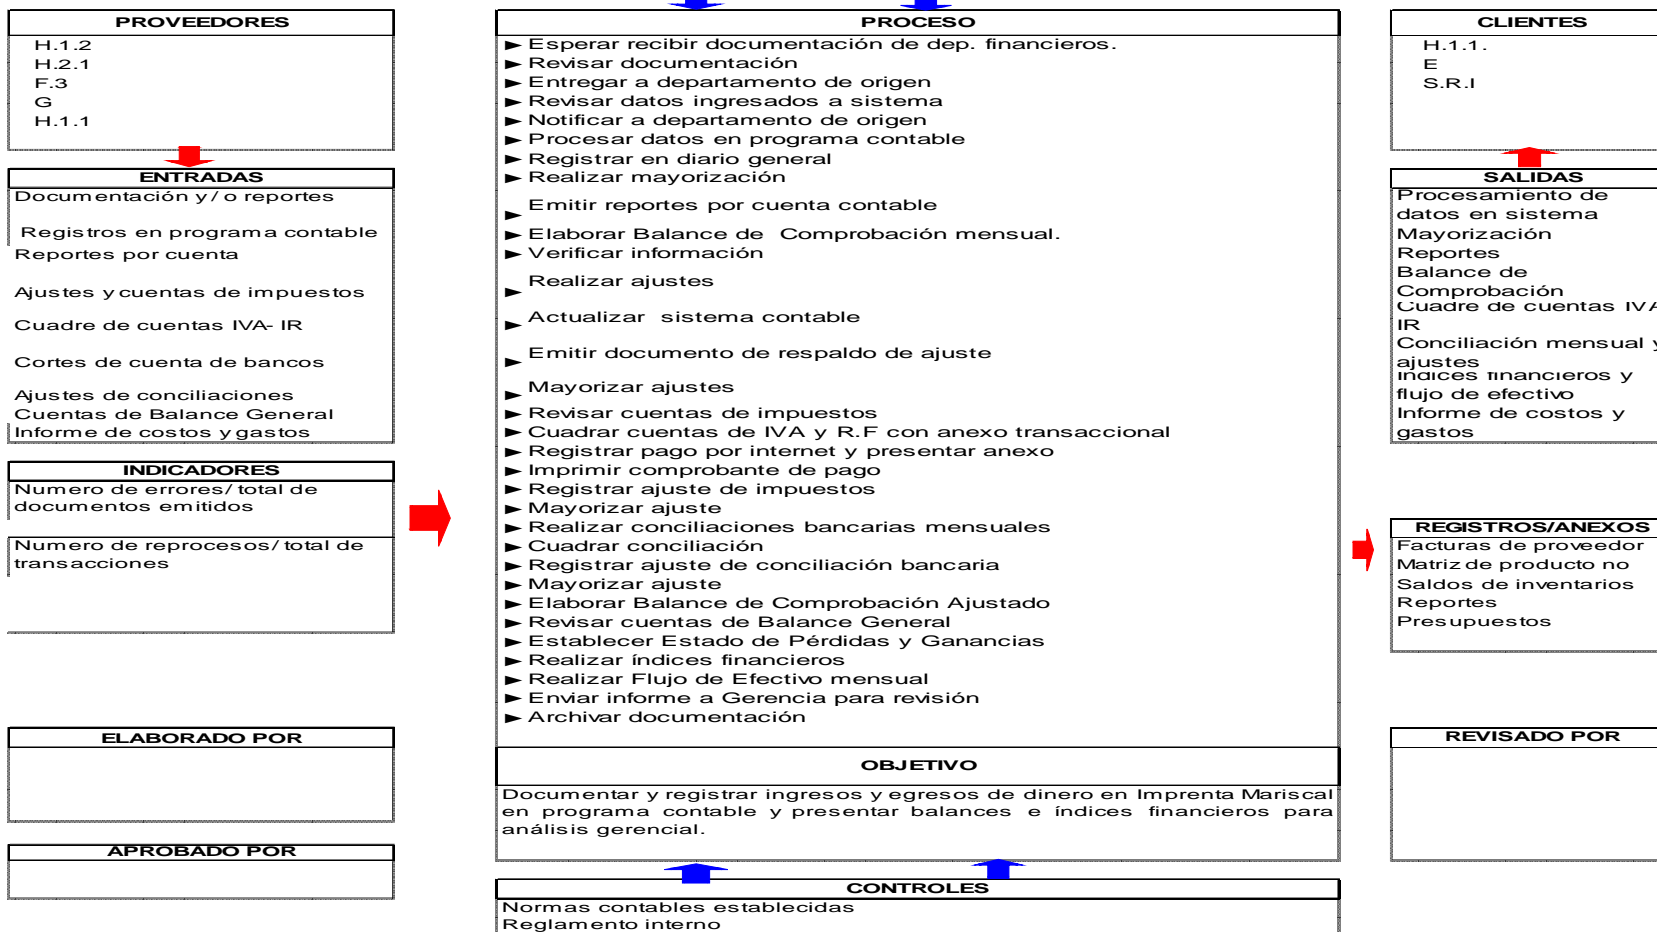 PROVEEDORES
H.1.2
H.2.1
F.3
G
H.1.1
ENTRADAS
Documentación y/o reportes
Registros en programa contable
Reportes por cuenta
Ajustes y cuentas de impuestos
Cuadre de cuentas IVA- IR
Cortes de cuenta de bancos
Ajustes de conciliaciones
Cuentas de Balance General
Informe de costos y gastos
INDICADORES
Numero de errores/total de
documentos emitidos
Numero de reprocesos/total de
transacciones
ELABORADO POR
APROBADO POR
PROCESO
► Esperar recibir documentación de dep. financieros.
► Revisar documentación
► Entregar a departamento de origen
► Revisar datos ingresados a sistema
► Notificar a departamento de origen
► Procesar datos en programa contable
► Registrar en diario general
► Realizar mayorización
► Emitir reportes por cuenta contable
► Elaborar Balance de Comprobación mensual.
► Verificar información
► Realizar ajustes
► Actualizar sistema contable
► Emitir documento de respaldo de ajuste
► Mayorizar ajustes
► Revisar cuentas de impuestos
► Cuadrar cuentas de IVA y R.F con anexo transaccional
► Registrar pago por internet y presentar anexo
► Imprimir comprobante de pago
► Registrar ajuste de impuestos
► Mayorizar ajuste
► Realizar conciliaciones bancarias mensuales
► Cuadrar conciliación
► Registrar ajuste de conciliación bancaria
► Mayorizar ajuste
► Elaborar Balance de Comprobación Ajustado
► Revisar cuentas de Balance General
► Establecer Estado de Pérdidas y Ganancias
► Realizar índices financieros
► Realizar Flujo de Efectivo mensual
► Enviar informe a Gerencia para revisión
► Archivar documentación
OBJETIVO
Documentar y registrar ingresos y egresos de dinero en Imprenta Mariscal
en programa contable y presentar balances e índices financieros para
análisis gerencial.
CONTROLES
Normas contables establecidas
Reglamento interno
CLIENTES
H.1.1.
E
S.R.I
SALIDAS
Procesamiento de
datos en sistema
Mayorización
Reportes
Balance de
Comprobación
Cuadre de cuentas IVA
IR
Conciliación mensual y
ajustes
Indices financieros y
flujo de efectivo
Informe de costos y
gastos
REGISTROS/ANEXOS
Facturas de proveedor
Matriz de producto no
Saldos de inventarios
Reportes
Presupuestos
REVISADO POR